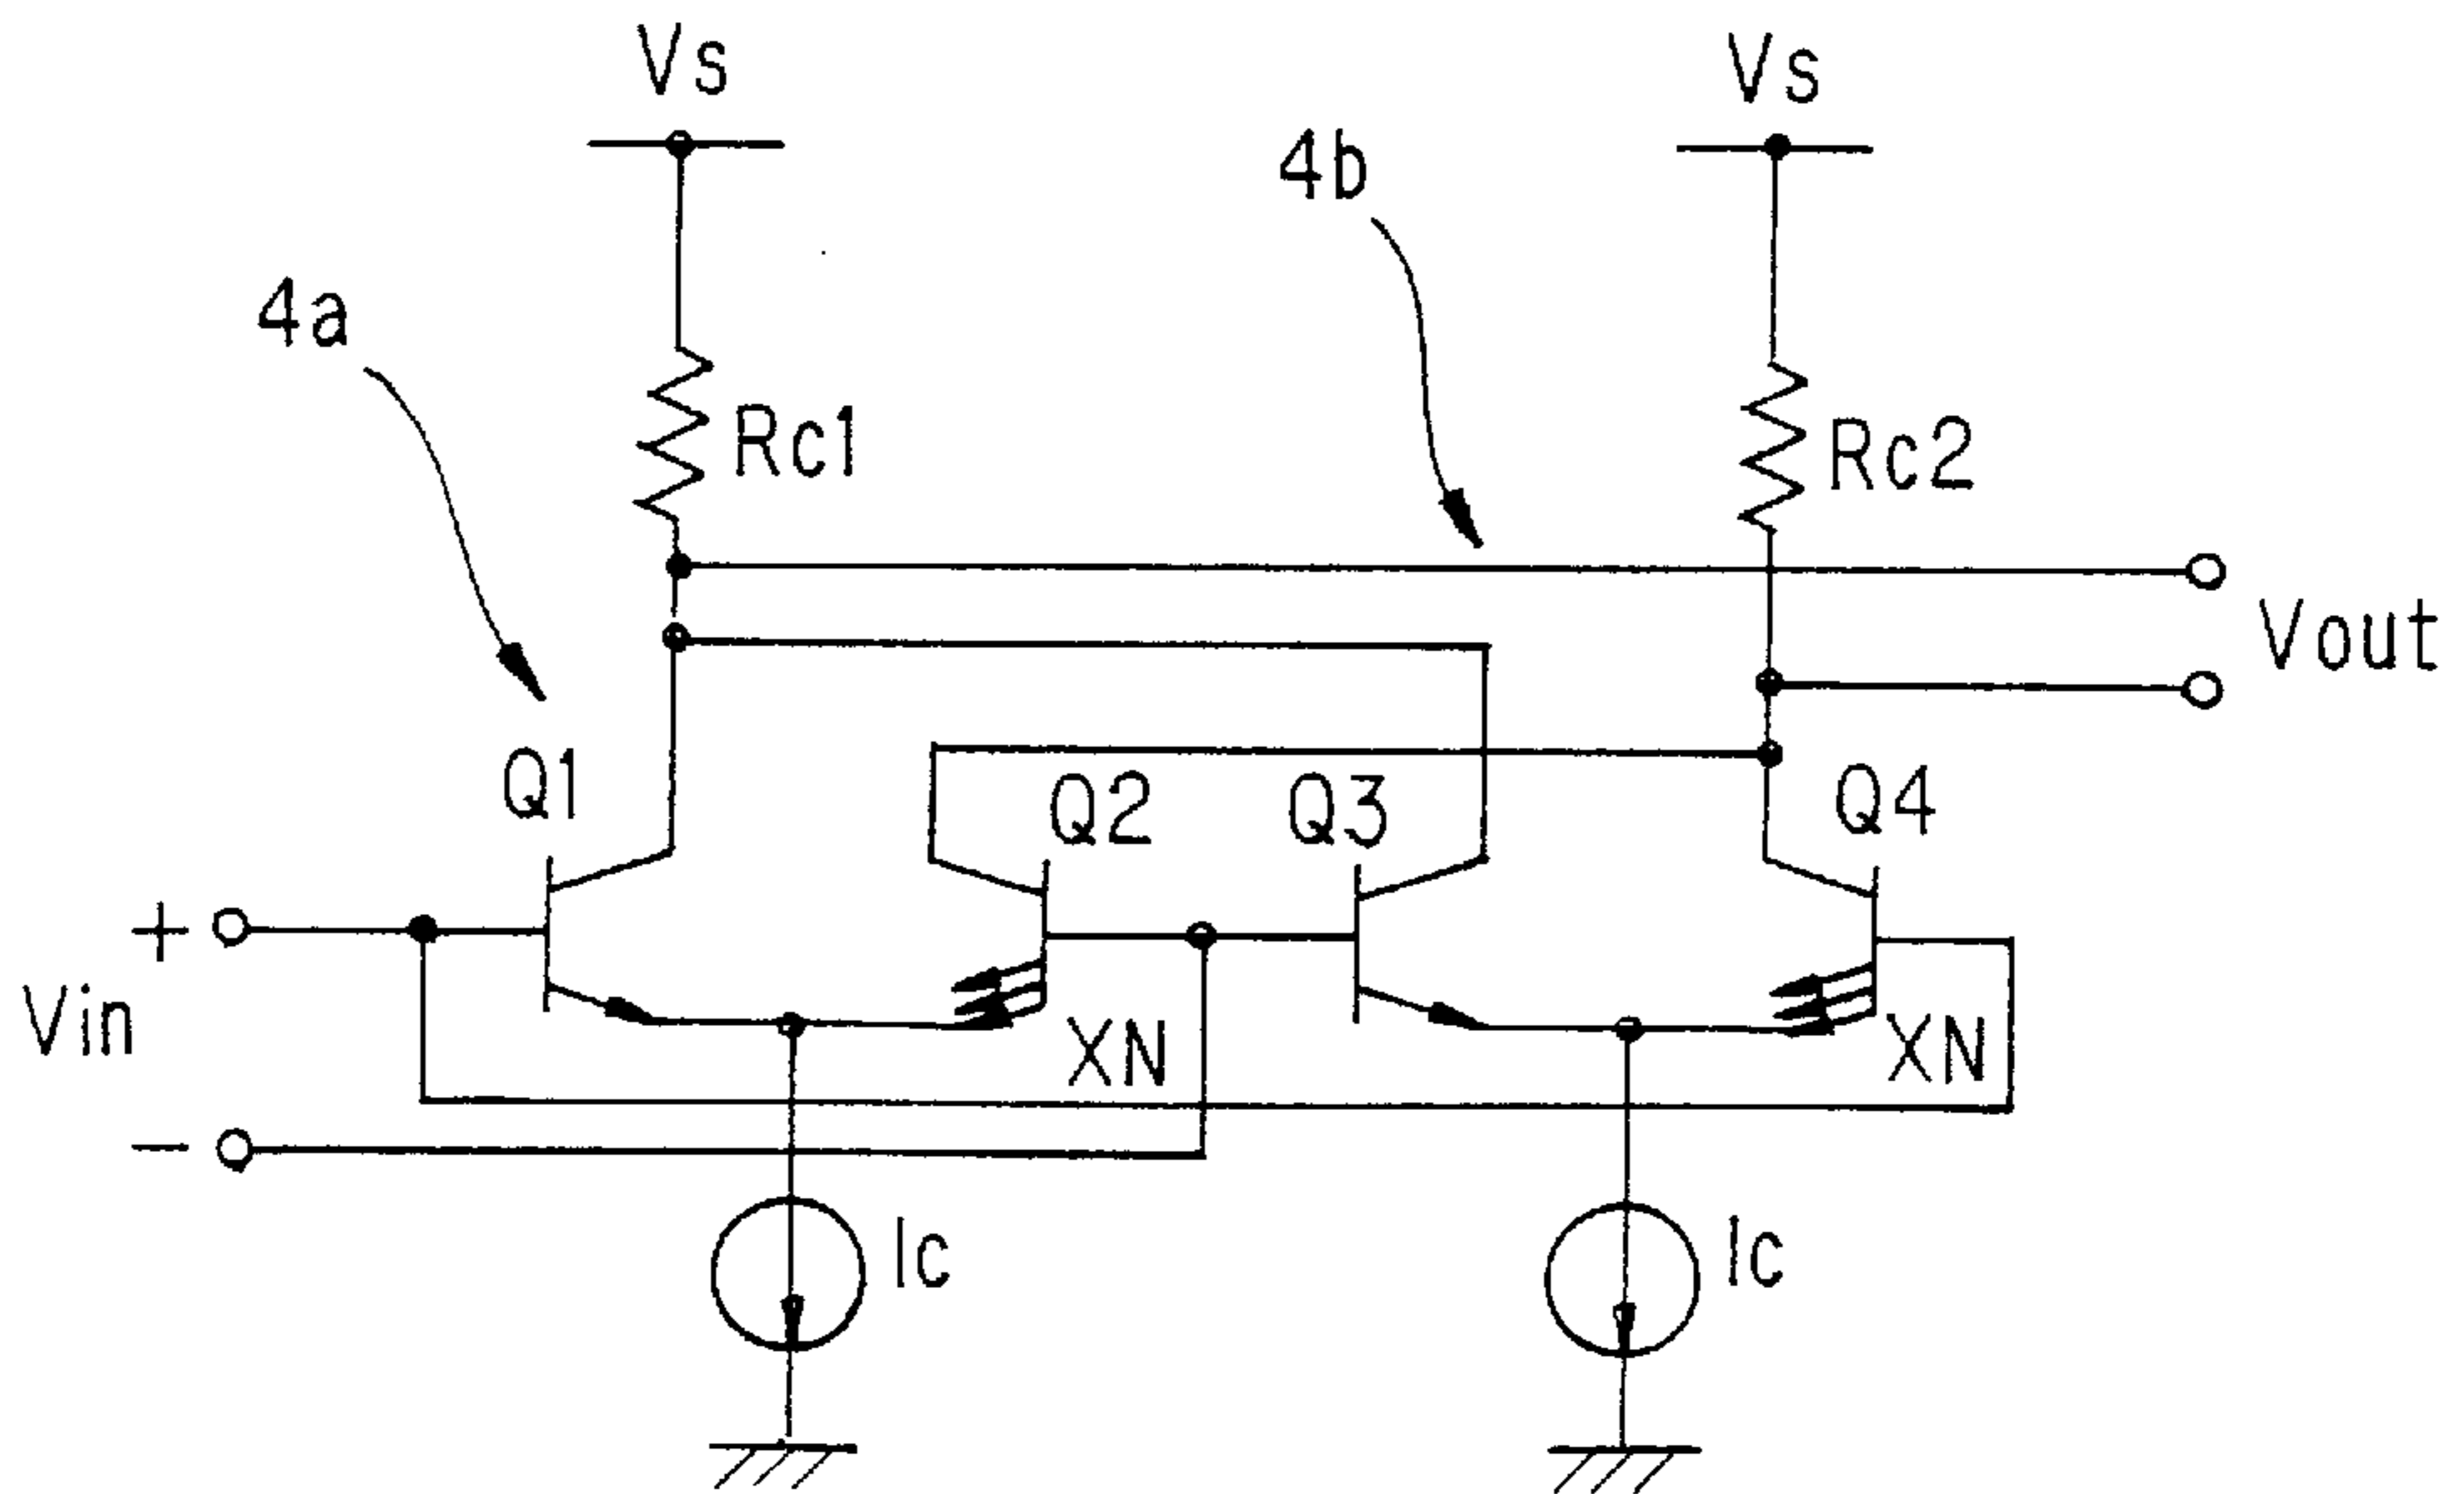 Vs
Vs
4b
4a
Rc1
Rc2
Vout
Q1
Q2
Q3
Q4
+
Vin
XN
XN
−
Ic
Ic